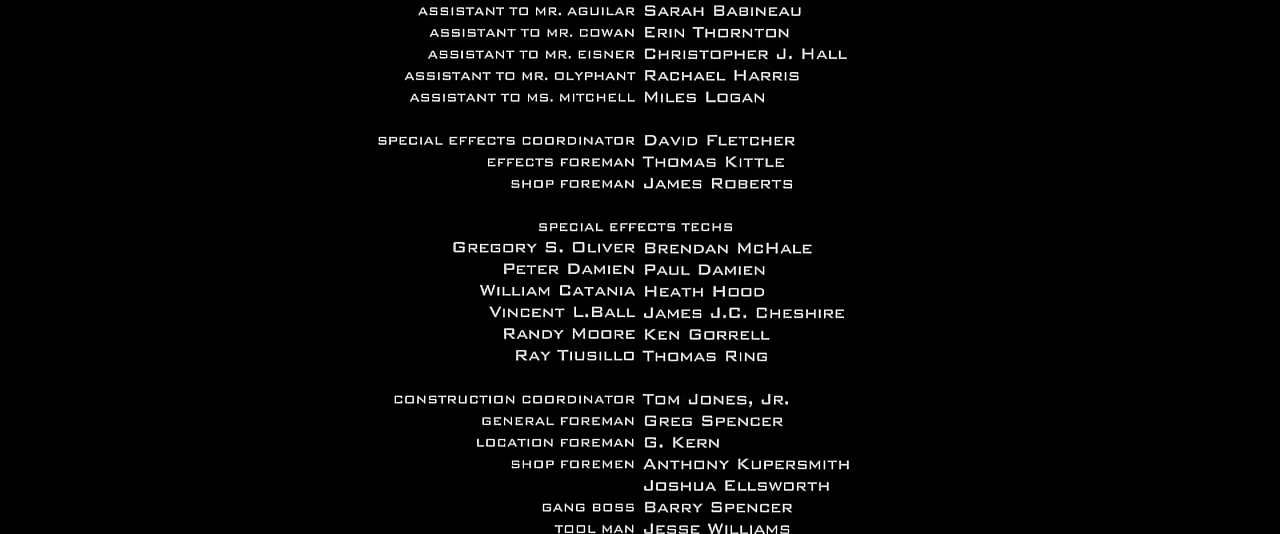 ASSISTANT TO MR. AGUILAR SARAH BABINEAU
ASSISTANT TO MR. COWAN ERIN THORNTON
ASSISTANT TO MR. EISNER CHRISTOPHER J. HALL
ASSISTANT TO MR. OLYPHANT RACHAEL HARRIS
ASSISTANT TO MS. MITCHELL MILES LOGAN
SPECIAL EFFECTS COORDINATOR DAVID FLETCHER
EFFECTS FOREMAN THOMAS KITTLE
SHOP FOREMAN JAMES ROBERTS
SPECIAL EFFECTS TECHS
GREGORY S. OLIVER BRENDAN MCHALE
PETER DAMIEN PAUL DAMIEN
WILLIAM CATANIA HEATH HOOD
VINCENT L.BALL JAMES J.C. CHESHIRE
RANDY MOORE KEN GORRELL
RAY TIUSILLO THOMAS RING
CONSTRUCTION COORDINATOR TOM JONES, JR.
GENERAL FOREMAN GREG SPENCER
LOCATION FOREMAN G. KERN
SHOP FOREMEN ANTHONY KUPERSMITH
JOSHUA ELLSWORTH
GANG BOSS BARRY SPENCER
TOOL MAN JESSE WILLIAMS